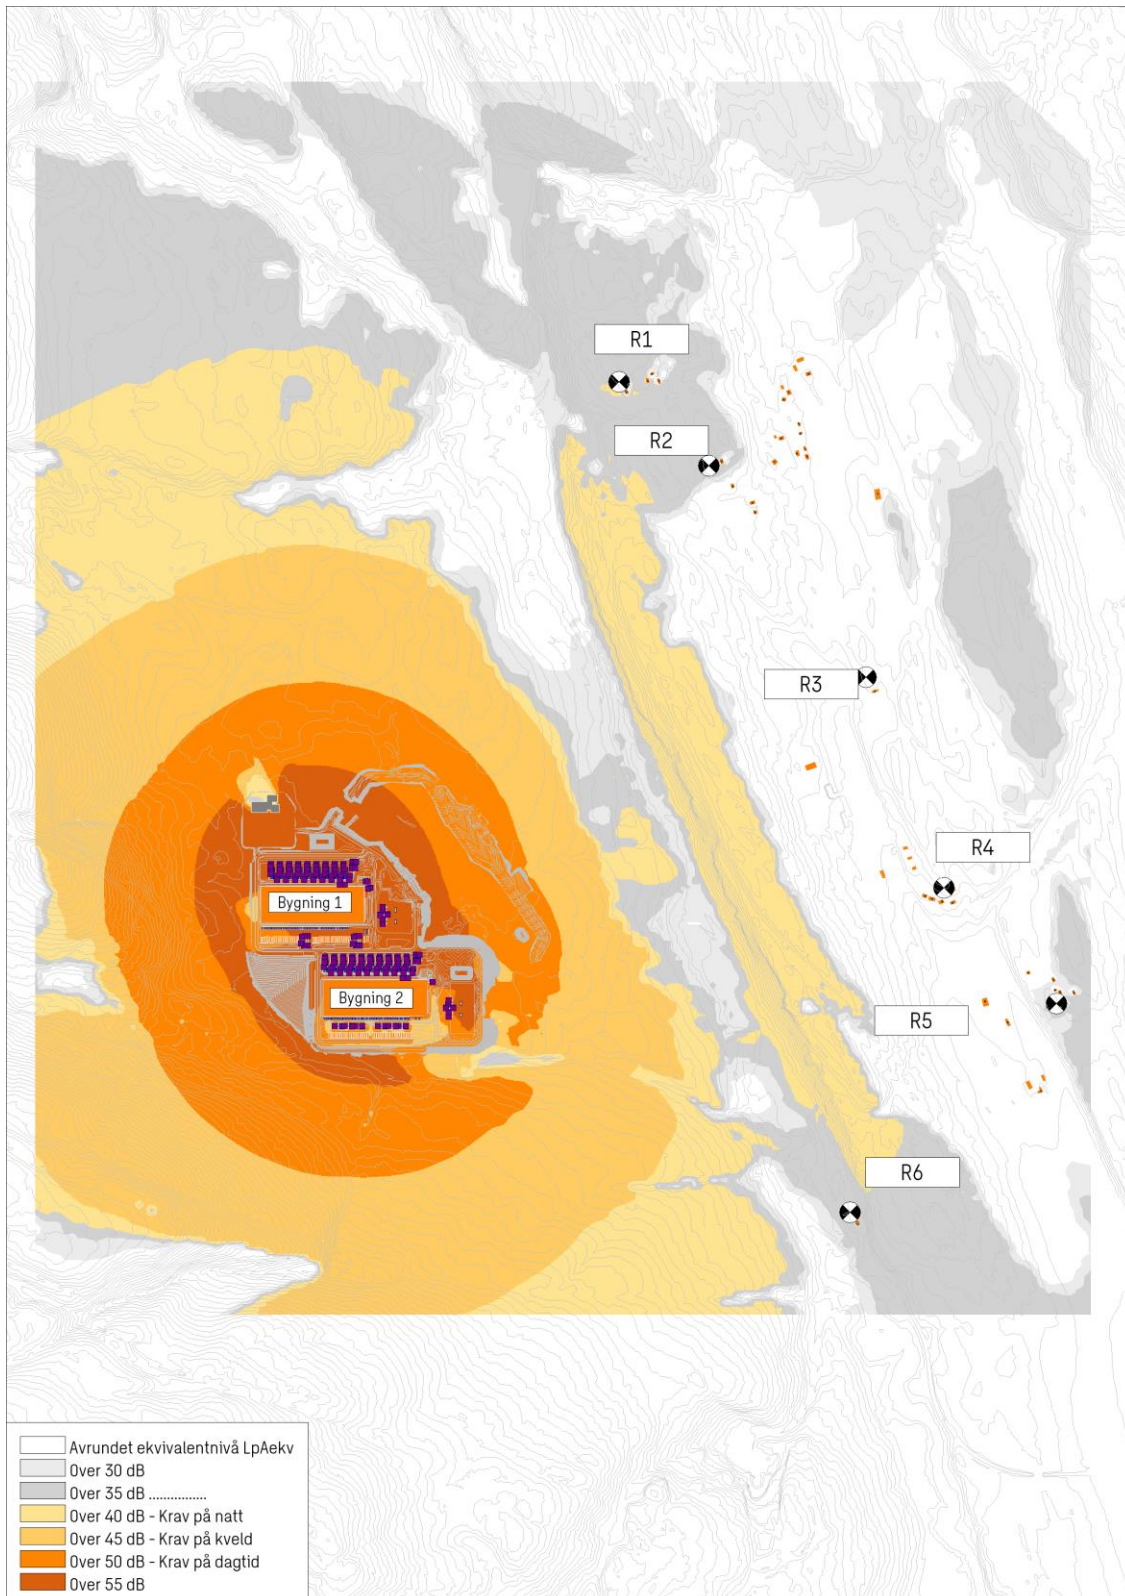 R1
R2
R3
R4
Bygning 1
Bygning 2
R5
R6
Avrundet ekvivalentnivå LpAekv
Over 30 dB
Over 35 dB ................
Over 40 dB - Krav på natt
Over 45 dB - Krav på kveld
Over 50 dB - Krav på dagtid
Over 55 dB